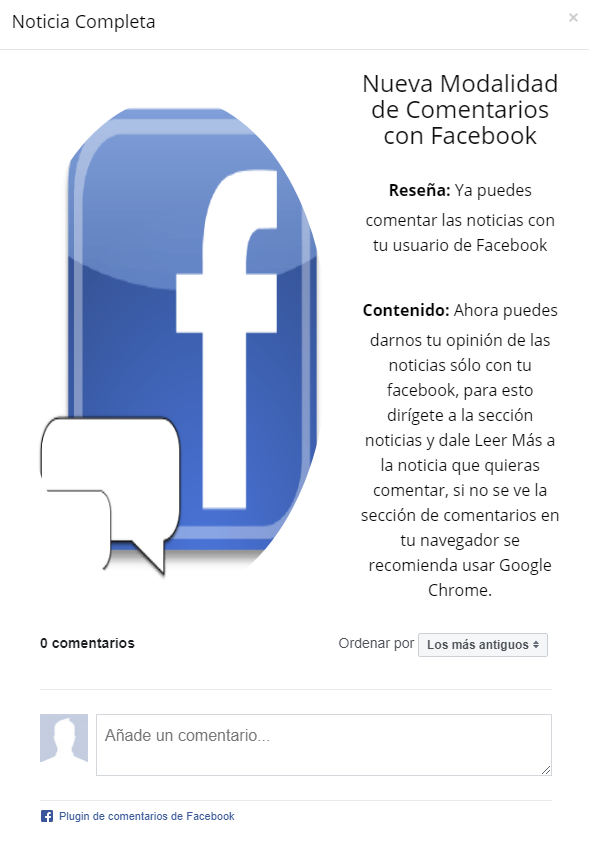 Noticia Completa
×
Nueva Modalidad
de Comentarios
con Facebook
Reseña: Ya puedes
comentar las noticias con
tu usuario de Facebook
Contenido: Ahora puedes
darnos tu opinión de las
noticias sólo con tu
facebook, para esto
dirígete a la sección
noticias y dale Leer Más a
la noticia que quieras
comentar, si no se ve la
sección de comentarios en
tu navegador se
recomienda usar Google
Chrome.
f
0 comentarios
Ordenar por Los más antiguos
Añade un comentario...
f Plugin de comentarios de Facebook